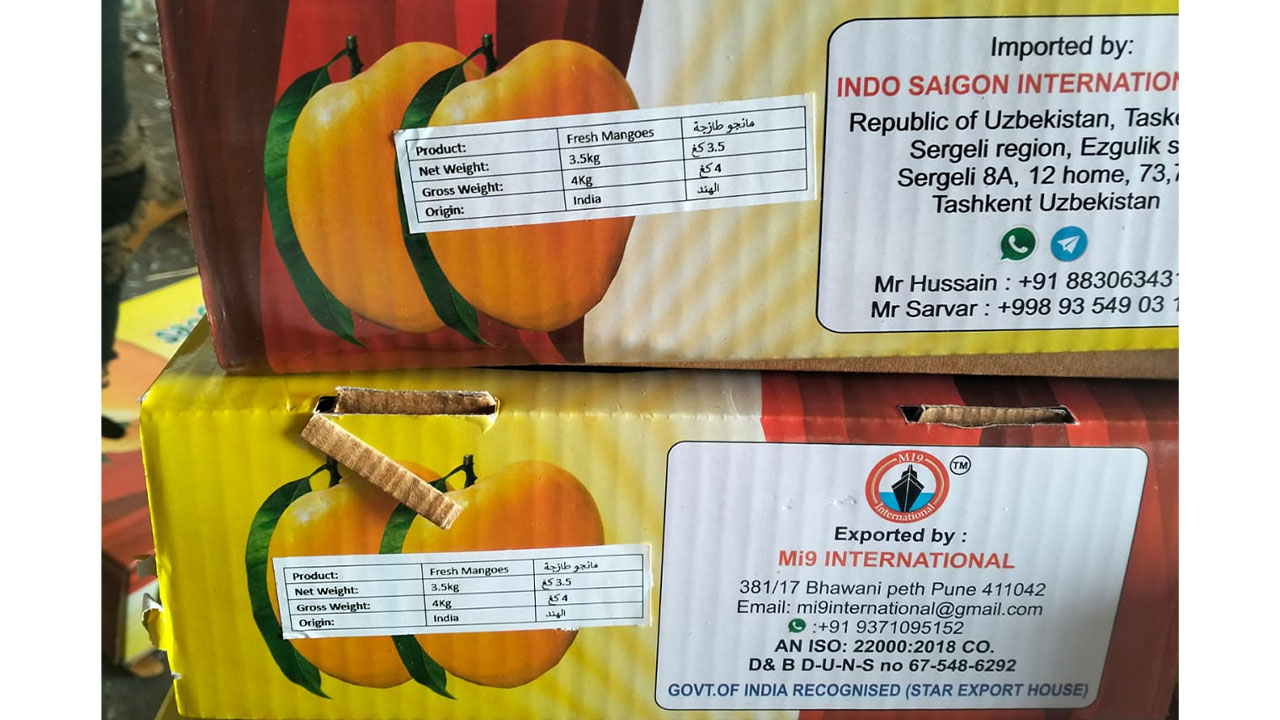 Imported by:
INDO SAIGON INTERNATION
Republic of Uzbekistan, Taske
Sergeli region, Ezgulik s
Sergeli 8A, 12 home, 73,7
Tashkent Uzbekistan
Mr Hussain : +91 883063431
Mr Sarvar : +998 93 549 03 1
Product: Fresh Mangoes مانجو طازجة
Net Weight: 3.5kg 3.5 كغ
Gross Weight: 4Kg 4 كغ
Origin: India الهند
Product: Fresh Mangoes مانجو طازجة
Net Weight: 3.5kg 3.5 كغ
Gross Weight: 4Kg 4 كغ
Origin: India الهند
MI9
International
TM
Exported by :
Mi9 INTERNATIONAL
381/17 Bhawani peth Pune 411042
Email: mi9international@gmail.com
:+91 9371095152
AN ISO: 22000:2018 CO.
D& B D-U-N-S no 67-548-6292
GOVT.OF INDIA RECOGNISED (STAR EXPORT HOUSE)